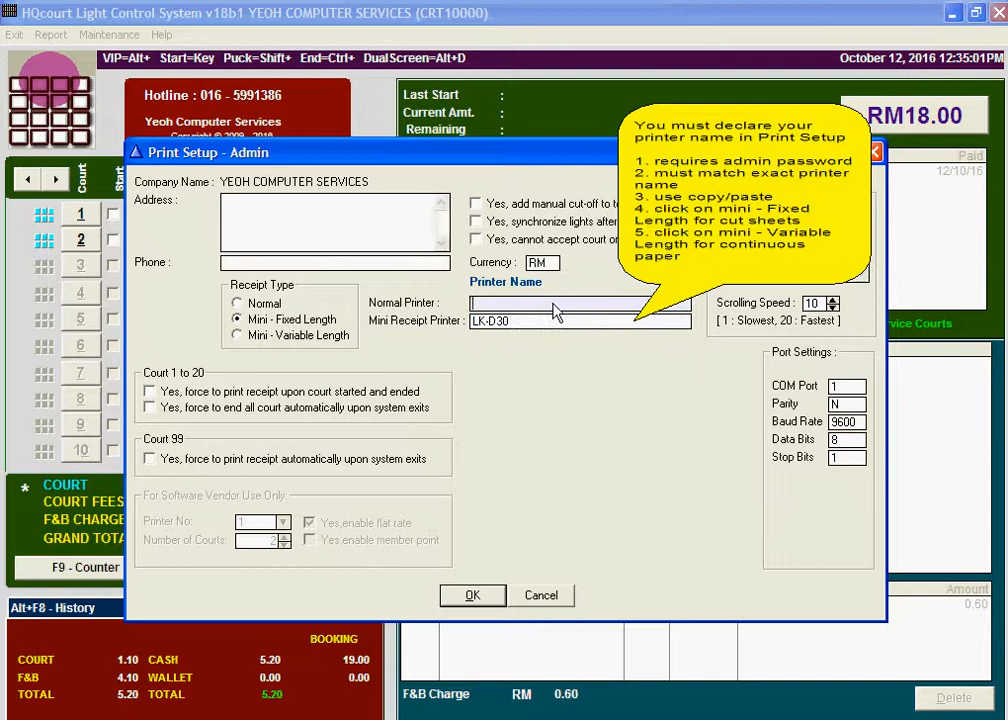 HQcourt Light Control System v18b1 YEOH COMPUTER SERVICES (CRT10000)
Exit Report Maintenance Help
VIP=Alt+ Start=Key Puck=Shift+ End=Ctrl+ DualScreen=Alt+D
October 12, 2016 12:35:01PM
Hotline : 016 - 5991386
Yeoh Computer Services
Last Start :
Current Amt. :
Remaining :
RM18.00
Paid
12/10/16
Court
Start
1
2
3
4
5
6
7
8
9
10
Print Setup - Admin
Company Name : YEOH COMPUTER SERVICES
Address :
Phone :
Yes, add manual cut-off to
Yes, synchronize lights after
Yes, cannot accept court
Currency : RM
Printer Name
Normal Printer :
Mini Receipt Printer : LK-D30
Receipt Type
Normal
Mini - Fixed Length
Mini - Variable Length
You must declare your
printer name in Print Setup
1. requires admin password
2. must match exact printer
name
3. use copy/paste
4. click on mini - Fixed
Length for cut sheets
5. click on mini - Variable
Length for continuous
paper
Scrolling Speed : 10
[ 1 : Slowest, 20 : Fastest ]
Courts
Port Settings :
COM Port 1
Parity N
Baud Rate 9600
Data Bits 8
Stop Bits 1
Court 1 to 20
Yes, force to print receipt upon court started and ended
Yes, force to end all court automatically upon system exits
Court 99
Yes, force to print receipt automatically upon system exits
For Software Vendor Use Only
Printer No: 1
Yes,enable flat rate
Number of Courts: 2
Yes,enable member point
OK
Cancel
* COURT
COURT FEES
F&B CHARGE
GRAND
F9 - Counter
Alt+F8 - History
BOOKING
COURT 1.10 CASH 5.20 19.00
F&B 4.10 WALLET 0.00 0.00
TOTAL 5.20 TOTAL 5.20
Amount
0.60
F&B Charge RM 0.60
Delete